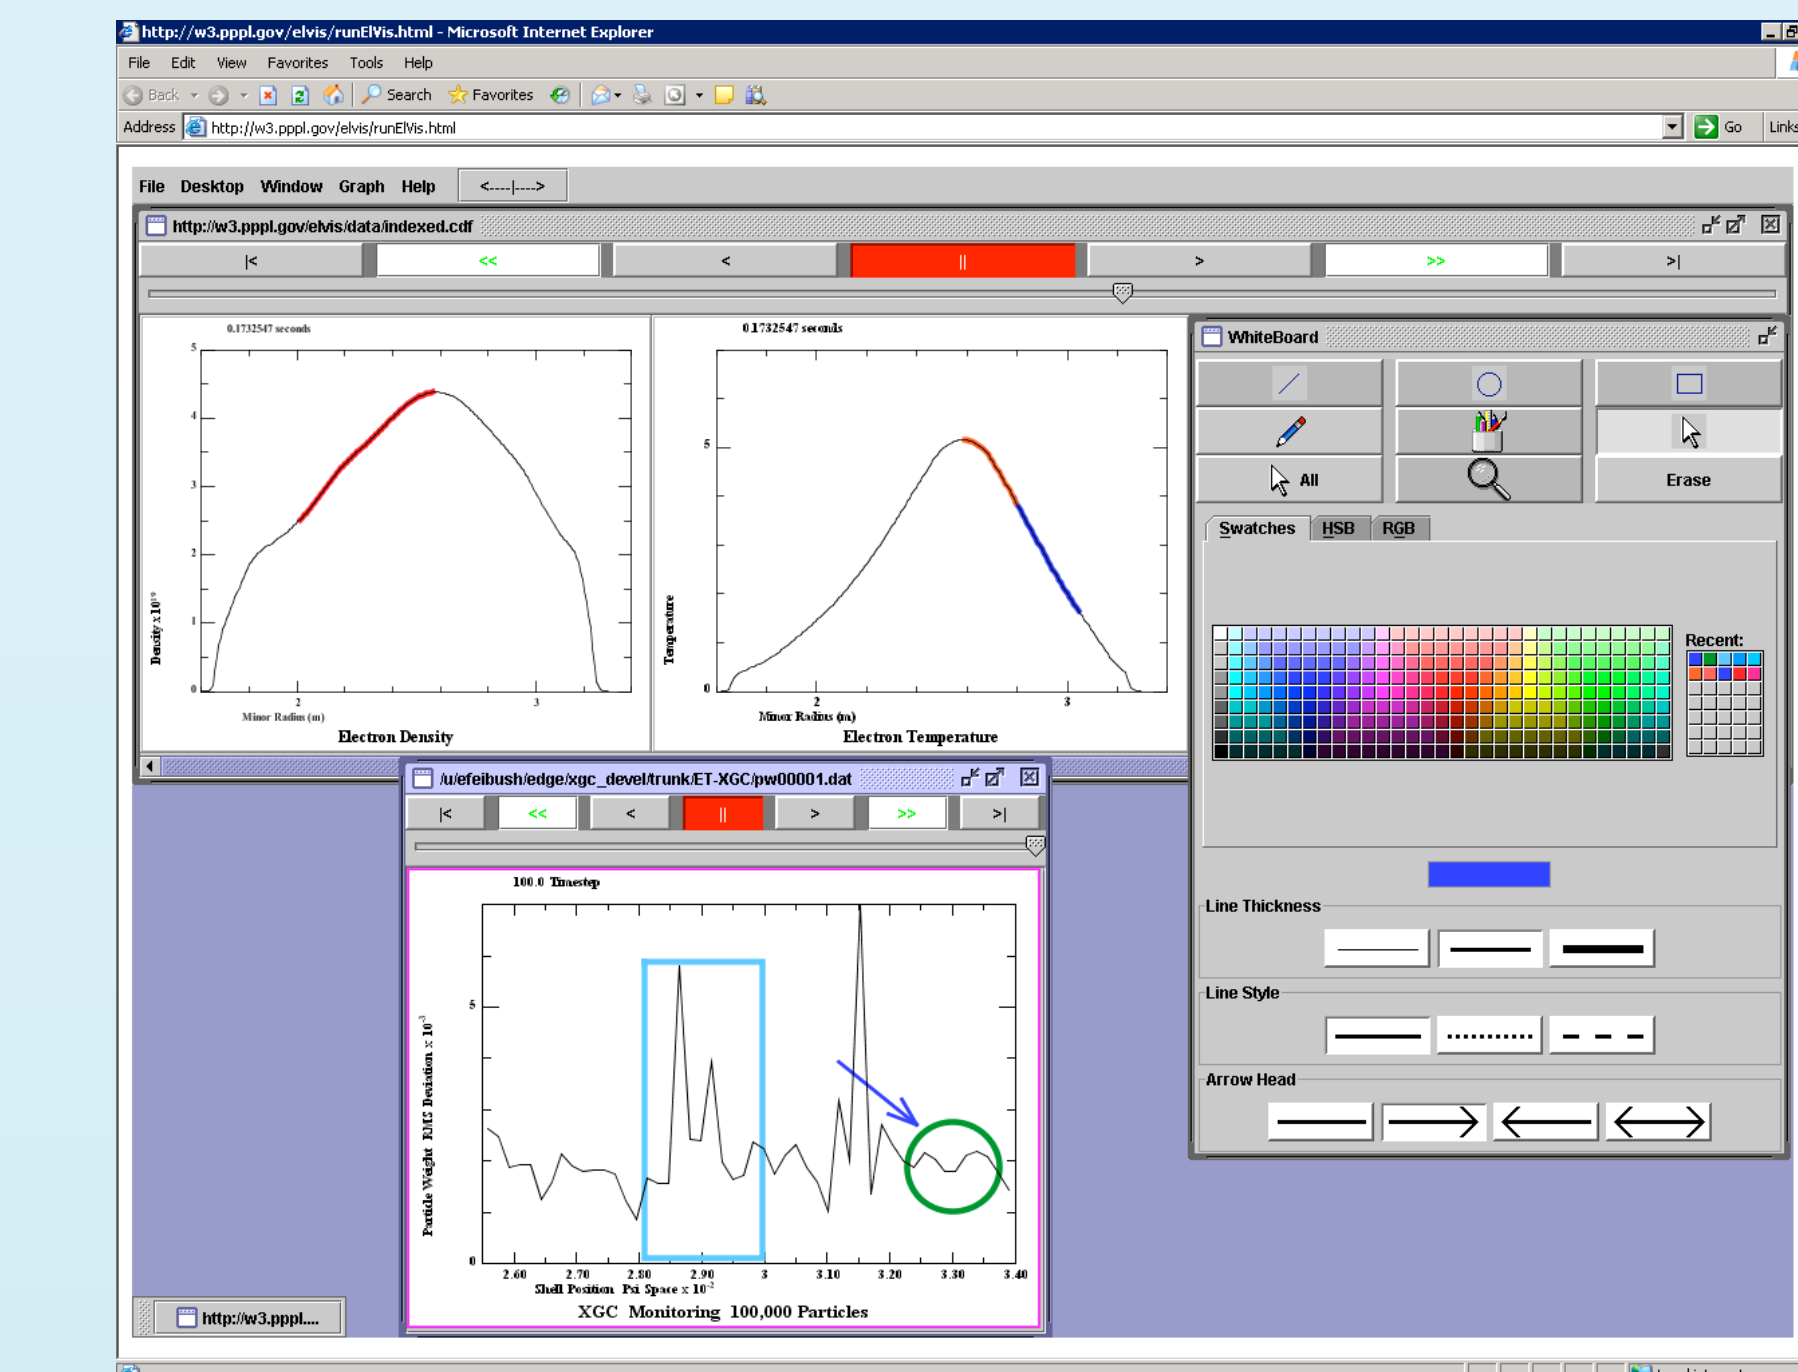 http://w3.pppl.gov/elvis/runElVis.html - Microsoft Internet Explorer
File Edit View Favorites Tools Help
Back Search Favorites
Address http://w3.pppl.gov/elvis/runElVis.html Go Links
File Desktop Window Graph Help <----|---->
http://w3.pppl.gov/elvis/data/indexed.cdf
|< << < || > >> >|
0.1732547 seconds
5
4
3
2
1
0
Density x10¹⁹
2 3
Minor Radius (m)
Electron Density
0.1732547 seconds
5
0
Temperature
2 3
Minor Radius (m)
Electron Temperature
WhiteBoard
All
Erase
Swatches HSB RGB
Recent:
Line Thickness
Line Style
Arrow Head
/u/efeibush/edge/xgc_devel/trunk/ET-XGC/pw00001.dat
|< << < || > >> >|
100.0 Timestep
5
0
Particle Weight RMS Deviation x 10⁻³
2.60 2.70 2.80 2.90 3 3.10 3.20 3.30 3.40
Shell Position Psi Space x 10⁻²
XGC Monitoring 100,000 Particles
http://w3.pppl....